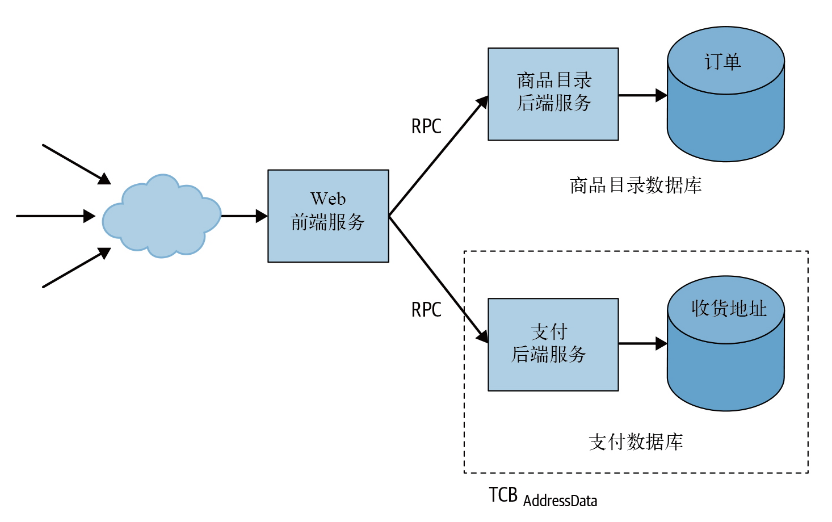 商品目录
后端服务
订单
RPC
商品目录数据库
Web
前端服务
RPC
支付
后端服务
收货地址
支付数据库
TCB AddressData